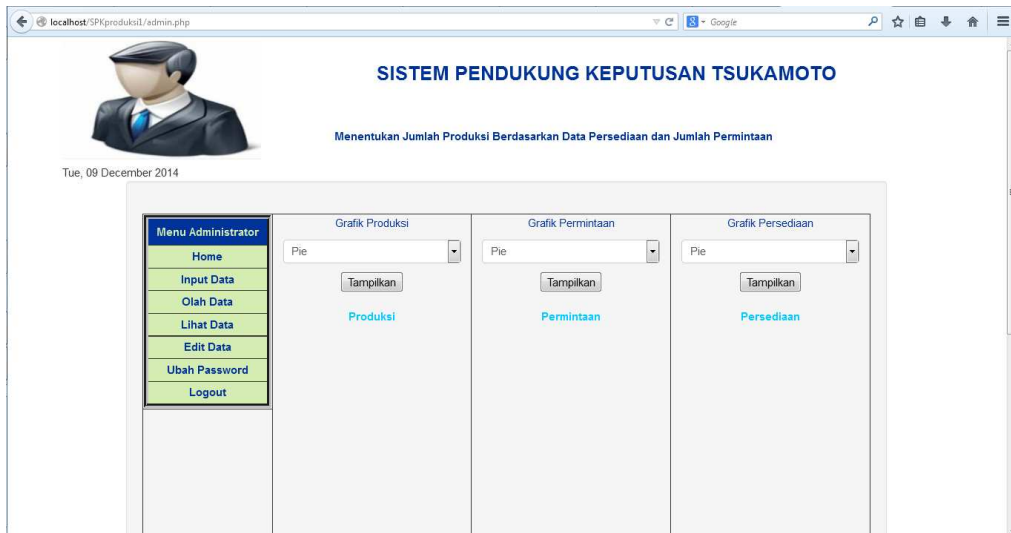 localhost/SPKproduksi1/admin.php
8 Google
SISTEM PENDUKUNG KEPUTUSAN TSUKAMOTO
Menentukan Jumlah Produksi Berdasarkan Data Persediaan dan Jumlah Permintaan
Tue, 09 December 2014
Menu Administrator
Home
Input Data
Olah Data
Lihat Data
Edit Data
Ubah Password
Logout
Grafik Produksi
Pie
Tampilkan
Produksi
Grafik Permintaan
Pie
Tampilkan
Permintaan
Grafik Persediaan
Pie
Tampilkan
Persediaan